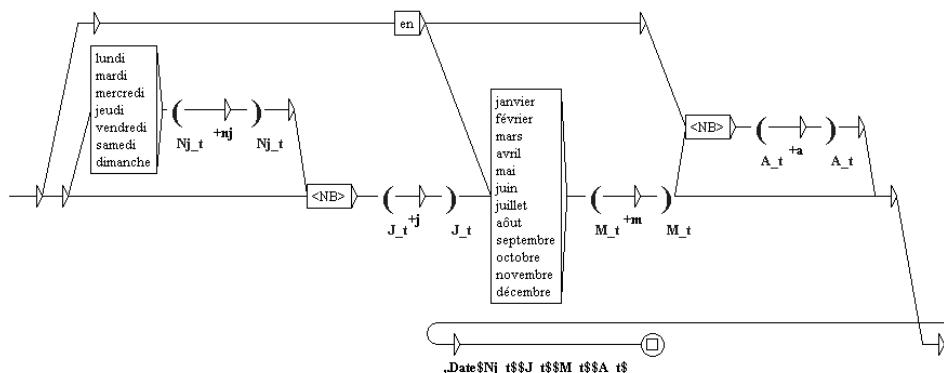 en
lundi
mardi
mercredi
jeudi
vendredi
samedi
dimanche
( +nj )
Nj_t Nj_t
<NB>
( +j )
J_t J_t
janvier
février
mars
avril
mai
juin
juillet
aôut
septembre
octobre
novembre
décembre
( +m )
M_t M_t
<NB>
( +a )
A_t A_t
,,Date$Nj_t$$J_t$$M_t$$A_t$